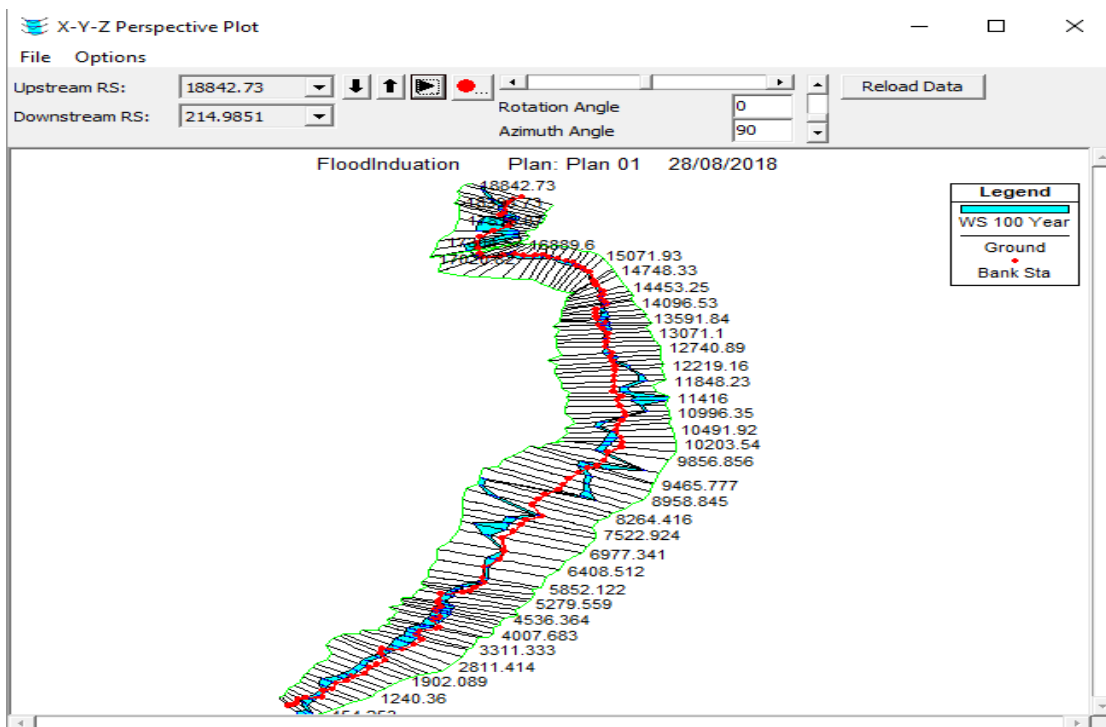 X-Y-Z Perspective Plot
File Options
Upstream RS: 18842.73
Downstream RS: 214.9851
Rotation Angle 0
Azimuth Angle 90
Reload Data
FloodInduation Plan: Plan 01 28/08/2018
Legend
WS 100 Year
Ground
Bank Sta
18842.73
16889.6
15071.93
14748.33
14453.25
14096.53
13591.84
13071.1
12740.89
12219.16
11848.23
11416
10996.35
10491.92
10203.54
9856.856
9465.777
8958.845
8264.416
7522.924
6977.341
6408.512
5852.122
5279.559
4536.364
4007.683
3311.333
2811.414
1902.089
1240.36